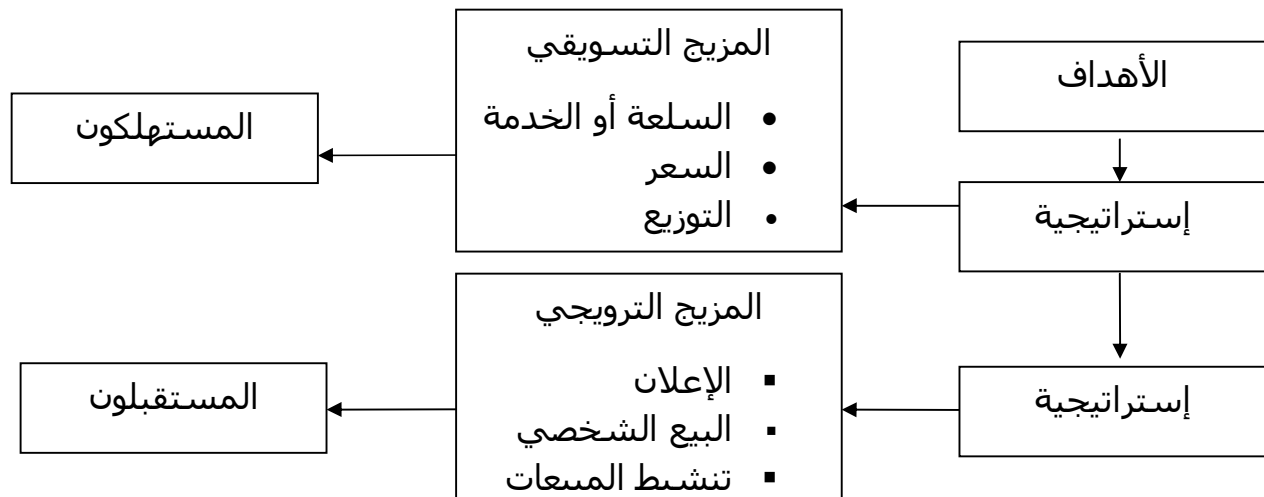 الأهداف
إستراتيجية
إستراتيجية
المزيج التسويقي
• السلعة أو الخدمة
• السعر
• التوزيع
المزيج الترويجي
▪ الإعلان
▪ البيع الشخصي
▪ تنشيط المبيعات
المستهلكون
المستقبلون